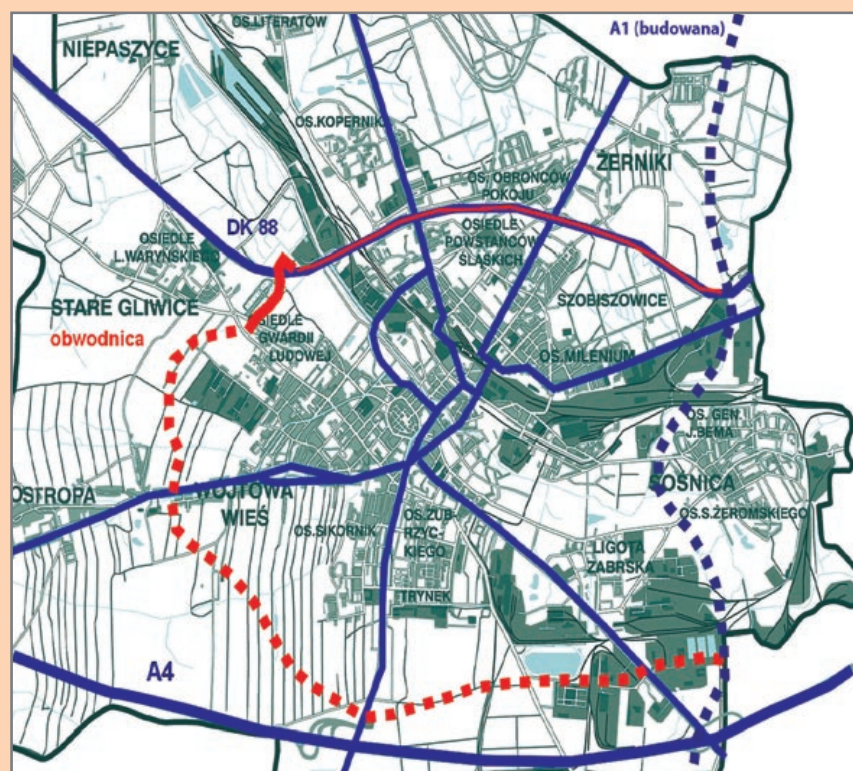 OS.LITERATÓW
A1 (budowana)
NIEPASZYCE
OS.KOPERNIK
ŻERNIKI
OS. OBROŃCÓW
POKOJU
DK 88
OSIEDLE
POWSTAŃCÓW
ŚLĄSKICH
OSIEDLE
L.WARYŃSKIEGO
STARE GLIWICE
SZOBISZOWICE
obwodnica
SIEDLE
GWARDII
LUDOWEJ
OS.MILENIUM
OS. GEN
J.BEMA
OSTROPA
WÓJTOWA
WIEŚ
SOŚNICA
OS.SIKORNIK
OS.ZUB-
RZYC-
KIEGO
OS.S.ŻEROMSKIEGO
LIGOTA
ZABRSKA
TRYNEK
A4